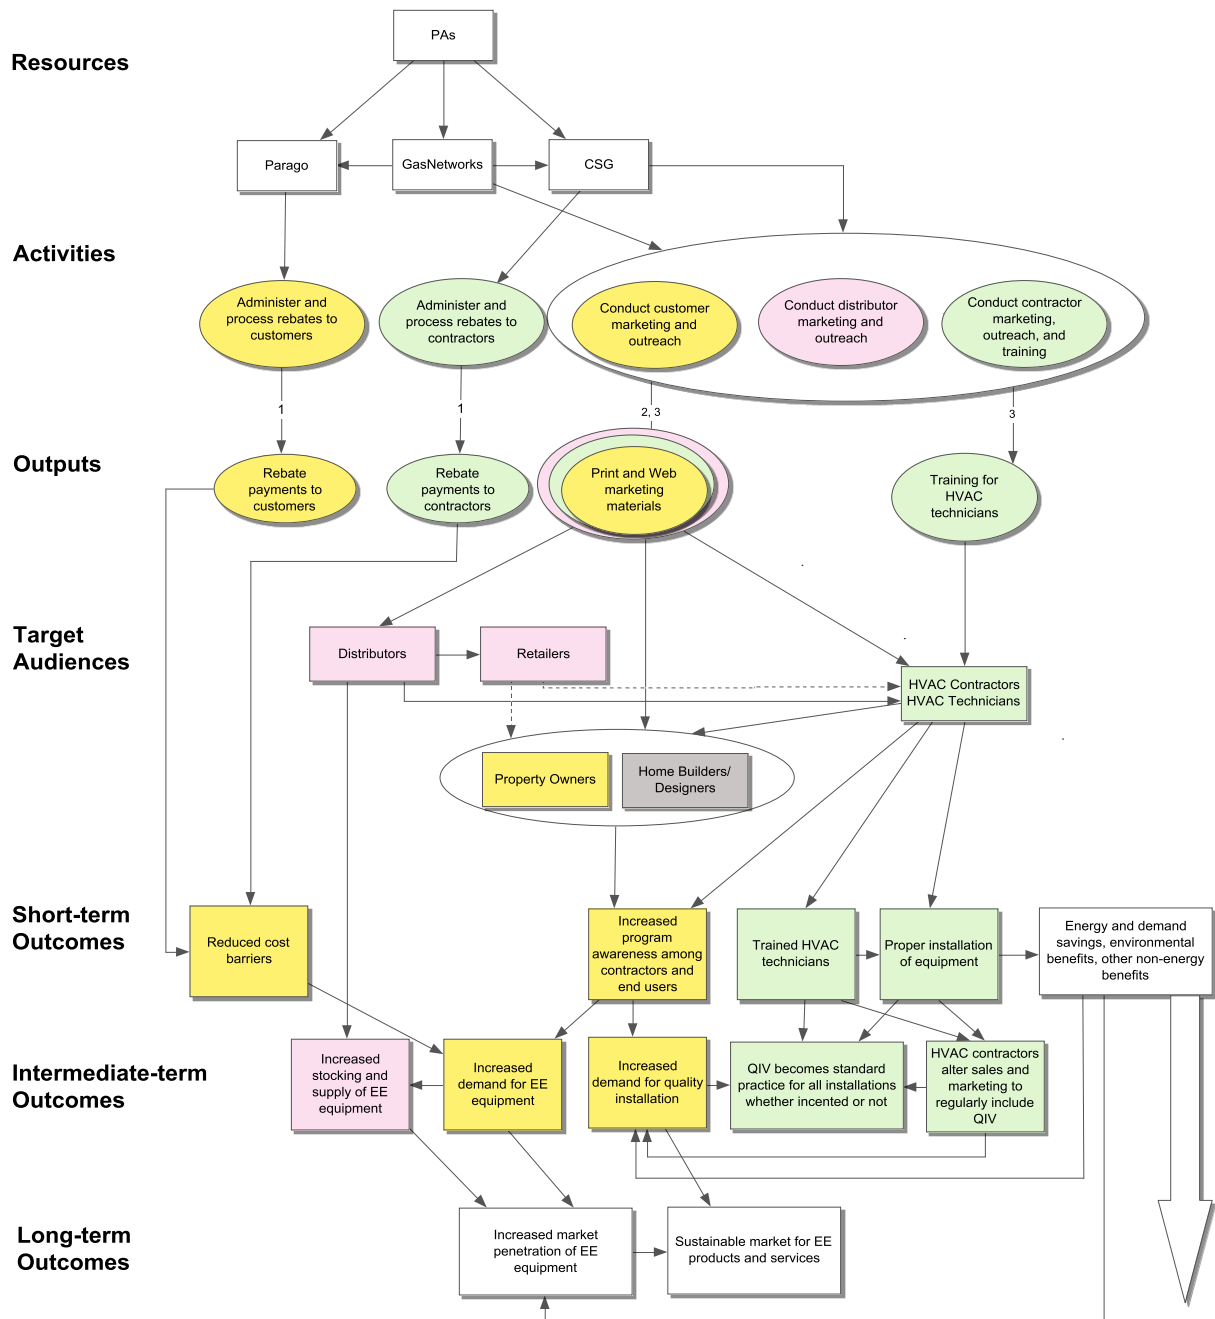 PAs
Resources
Parago
GasNetworks
CSG
Activities
Administer and
process rebates to
customers
Administer and
process rebates to
contractors
Conduct customer
marketing and
outreach
Conduct distributor
marketing and
outreach
Conduct contractor
marketing,
outreach, and
training
1
1
2, 3
3
Outputs
Rebate
payments to
customers
Rebate
payments to
contractors
Print and Web
marketing
materials
Training for
HVAC
technicians
Target
Audiences
Distributors
Retailers
HVAC Contractors
HVAC Technicians
Property Owners
Home Builders/
Designers
Short-term
Outcomes
Reduced cost
barriers
Increased
program
awareness among
contractors and
end users
Trained HVAC
technicians
Proper installation
of equipment
Energy and demand
savings, environmental
benefits, other non-energy
benefits
Intermediate-term
Outcomes
Increased
stocking and
supply of EE
equipment
Increased
demand for EE
equipment
Increased
demand for quality
installation
QIV becomes standard
practice for all installations
whether incented or not
HVAC contractors
alter sales and
marketing to
regularly include
QIV
Long-term
Outcomes
Increased market
penetration of EE
equipment
Sustainable market for EE
products and services